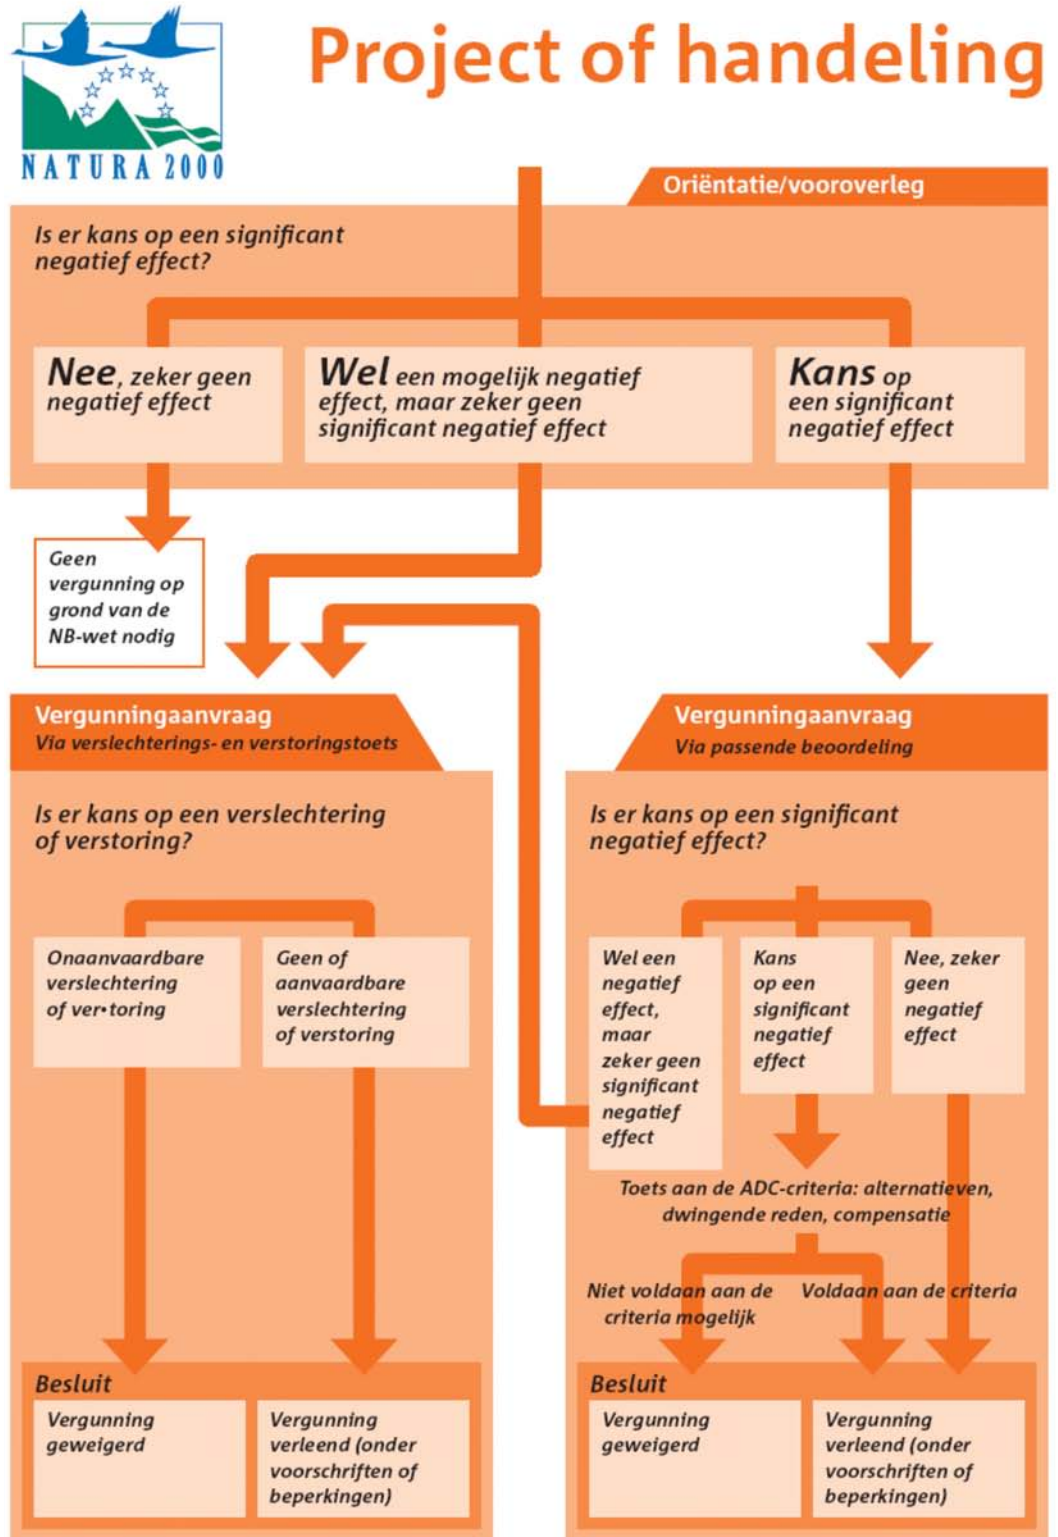 Project of handeling
NATURA 2000
Oriëntatie/vooroverleg
Is er kans op een significant
negatief effect?
Nee, zeker geen
negatief effect
Wel een mogelijk negatief
effect, maar zeker geen
significant negatief effect
Kans op
een significant
negatief effect
Geen
vergunning op
grond van de
NB-wet nodig
Vergunningaanvraag
Via verslechterings- en verstoringstoets
Is er kans op een verslechtering
of verstoring?
Onaanvaardbare
verslechtering
of ver•toring
Geen of
aanvaardbare
verslechtering
of verstoring
Besluit
Vergunning
geweigerd
Vergunning
verleend (onder
voorschriften of
beperkingen)
Vergunningaanvraag
Via passende beoordeling
Is er kans op een significant
negatief effect?
Wel een
negatief
effect,
maar
zeker geen
significant
negatief
effect
Kans
op een
significant
negatief
effect
Nee, zeker
geen
negatief
effect
Toets aan de ADC-criteria: alternatieven,
dwingende reden, compensatie
Niet voldaan aan de
criteria mogelijk
Voldaan aan de criteria
Besluit
Vergunning
geweigerd
Vergunning
verleend (onder
voorschriften of
beperkingen)